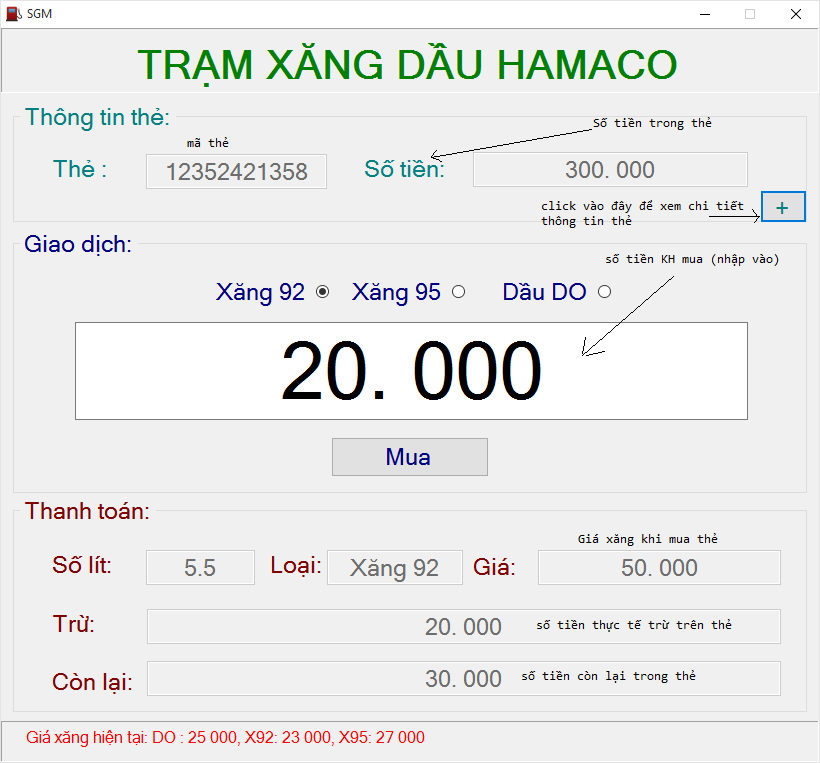 SGM
TRẠM XĂNG DẦU HAMACO
Thông tin thẻ:
Số tiền trong thẻ
mã thẻ
Thẻ : 12352421358 Số tiền: 300. 000
click vào đây để xem chi tiết
thông tin thẻ
+
Giao dịch:
số tiền KH mua (nhập vào)
Xăng 92 Xăng 95 Dầu DO
20. 000
Mua
Thanh toán:
Giá xăng khi mua thẻ
Số lít: 5.5 Loại: Xăng 92 Giá: 50. 000
Trừ: 20. 000 số tiền thực tế trừ trên thẻ
Còn lại: 30. 000 số tiền còn lại trong thẻ
Giá xăng hiện tại: DO : 25 000, X92: 23 000, X95: 27 000